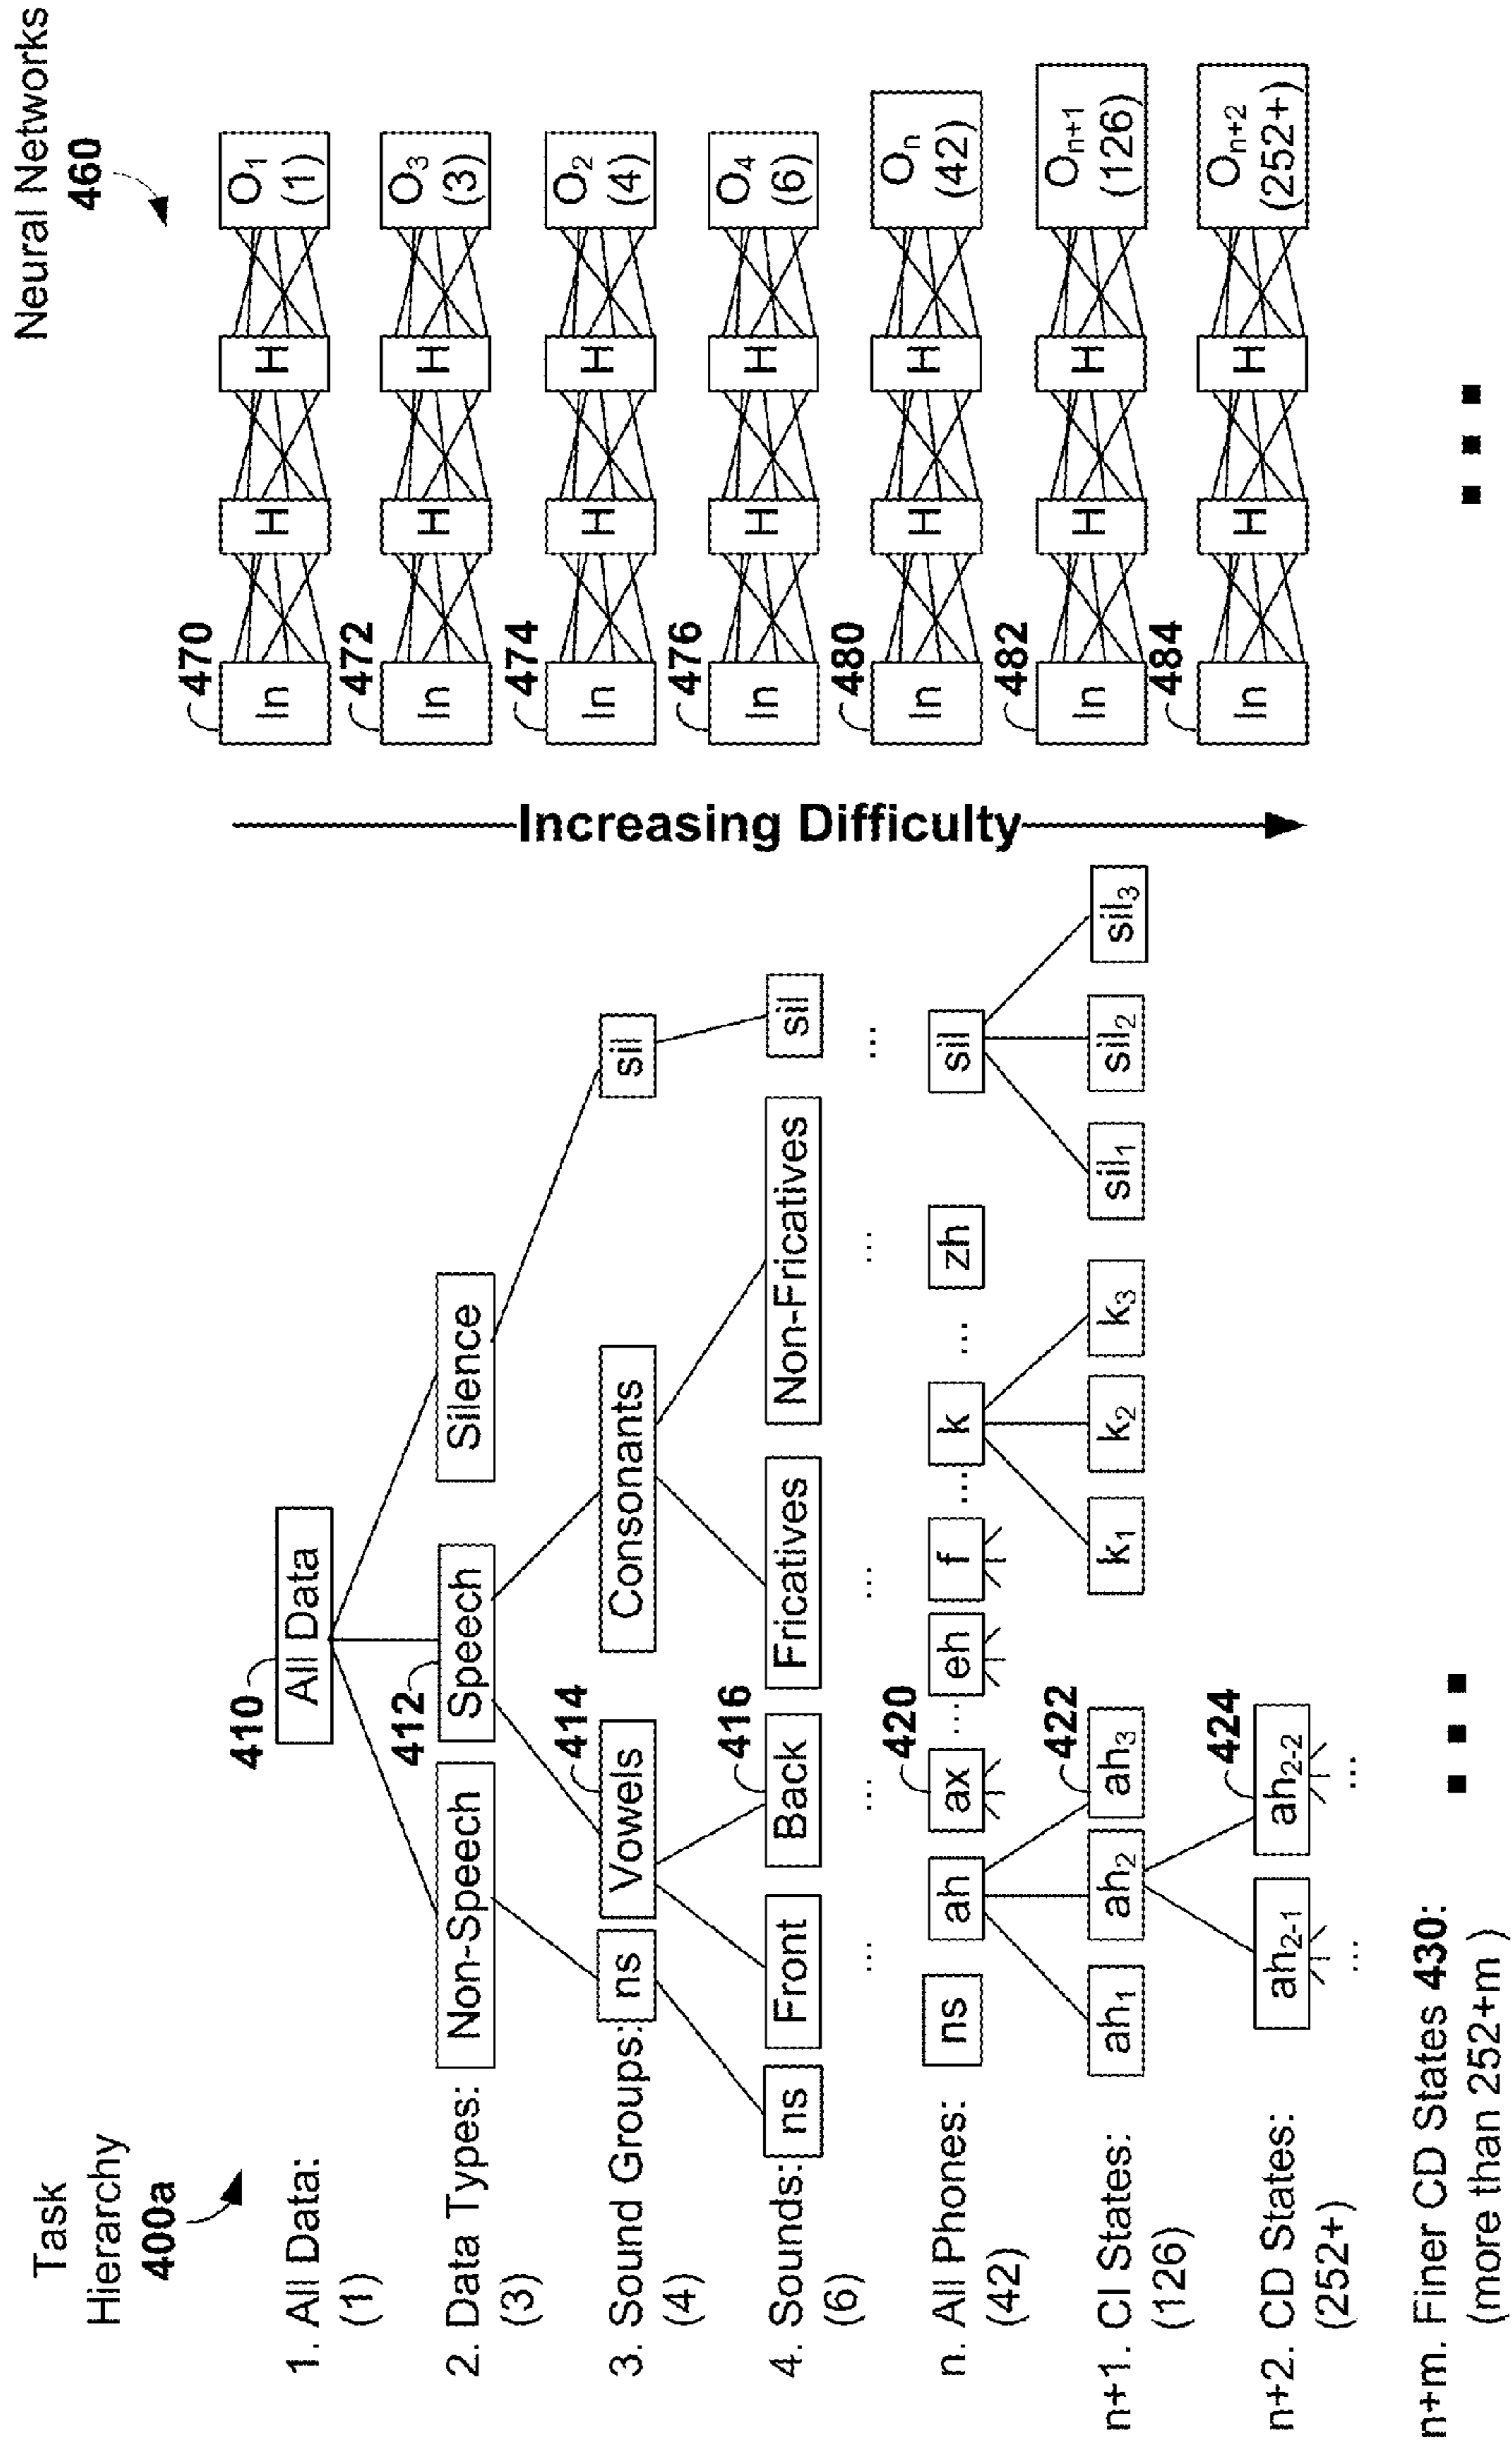 Task
Hierarchy
400a
1. All Data:
(1)
410
All Data
2. Data Types:
(3)
412
Non-Speech
Speech
Silence
3. Sound Groups:
(4)
414
ns
Vowels
Consonants
sil
4. Sounds:
(6)
416
ns
Front
Back
Fricatives
Non-Fricatives
sil
... ... ... ... ...
n. All Phones:
(42)
420
ns
ah
ax
...
eh
f
...
k
...
zh
sil
n+1. CI States:
(126)
422
ah₁
ah₂
ah₃
k₁
k₂
k₃
sil₁
sil₂
sil₃
n+2. CD States:
(252+)
424
ah₂₋₁
ah₂₋₂
... ...
n+m. Finer CD States 430:
(more than 252+m )
Increasing Difficulty
Neural Networks
460
470
In
H
H
O₁
(1)
472
In
H
H
O₃
(3)
474
In
H
H
O₂
(4)
476
In
H
H
O₄
(6)
480
In
H
H
Oₙ
(42)
482
In
H
H
Oₙ₊₁
(126)
484
In
H
H
Oₙ₊₂
(252+)